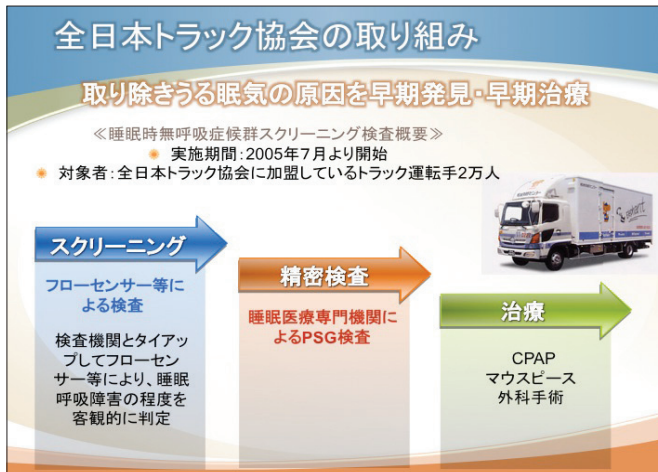 全日本トラック協会の取り組み
取り除きうる眠気の原因を早期発見・早期治療
≪睡眠時無呼吸症候群スクリーニング検査概要≫
実施期間：2005年7月より開始
対象者：全日本トラック協会に加盟しているトラック運転手2万人
スクリーニング
フローセンサー等に
よる検査
検査機関とタイアッ
プしてフローセン
サー等により、睡眠
呼吸障害の程度を
客観的に判定
精密検査
睡眠医療専門機関に
よるPSG検査
治療
CPAP
マウスピース
外科手術